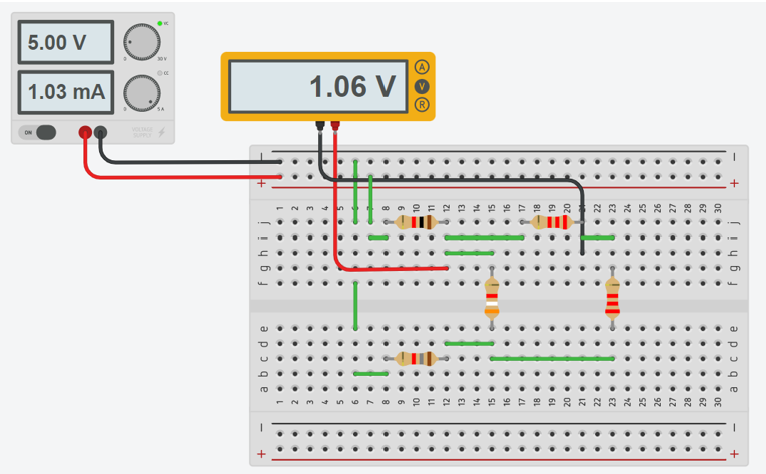 5.00 V
1.03 mA
VC
0 30 V
CC
0 5 A
ON
VOLTAGE
SUPPLY
1.06 V
A
V
R
− −
+ +
1 2 3 4 5 6 7 8 9 10 11 12 13 14 15 16 17 18 19 20 21 22 23 24 25 26 27 28 29 30
j j
i i
h h
g g
f f
e e
d d
c c
b b
a a
1 2 3 4 5 6 7 8 9 10 11 12 13 14 15 16 17 18 19 20 21 22 23 24 25 26 27 28 29 30
− −
+ +